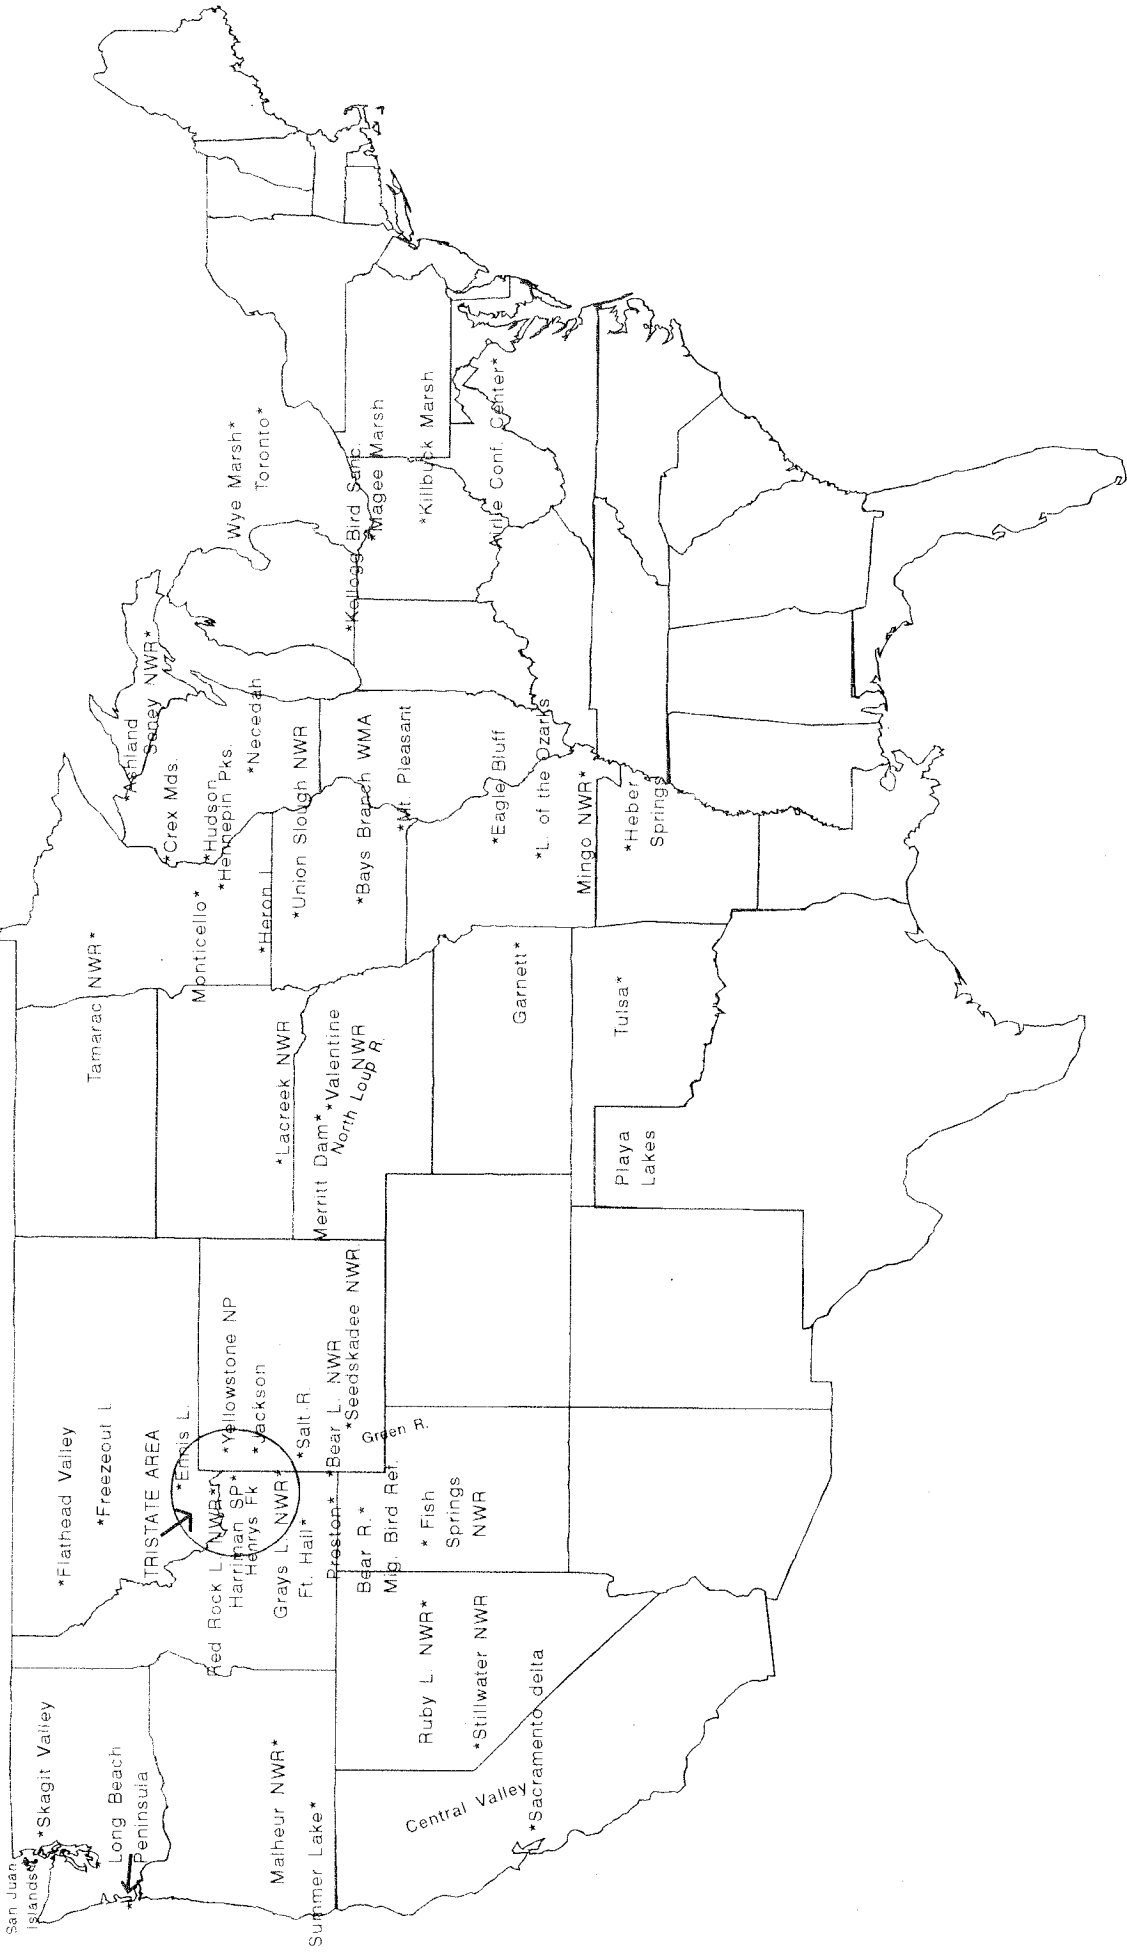 San Juan
Islands*
*Skagit Valley
Long Beach
Peninsula
*
Malheur NWR*
Summer Lake*
Central Valley
*Sacramento delta
Ruby L. NWR*
*Stillwater NWR
*Flathead Valley
*Freezeout L.
TRISTATE AREA
*Ennis L.
Red Rock L. NWR*
Harriman SP*
Henrys Fk
*Yellowstone NP
*Jackson
Grays L. NWR*
Ft. Hall*
*Salt R.
Preston*
*Bear L. NWR
*Seedskadee NWR.
Green R.
Bear R.*
Mig. Bird Ref.
* Fish
Springs
NWR
Tamarac NWR*
Monticello*
*Heron L.
*Lacreek NWR
Merritt Dam*
*Valentine
NWR
North Loup R.
Garnett*
Tulsa*
Playa
Lakes
*Ashland
Seney NWR*
*Crex Mds.
*Hudson
*Hennepin Pks.
*Necedah
*Union Slough NWR
*Bays Branch WMA
*Mt. Pleasant
*Eagle Bluff
*L. of the Ozarks
Mingo NWR*
*Heber
Springs
Wye Marsh*
Toronto*
*Kellogg Bird Sanc.
*Magee Marsh
*Killbuck Marsh
Airlie Conf. Center*